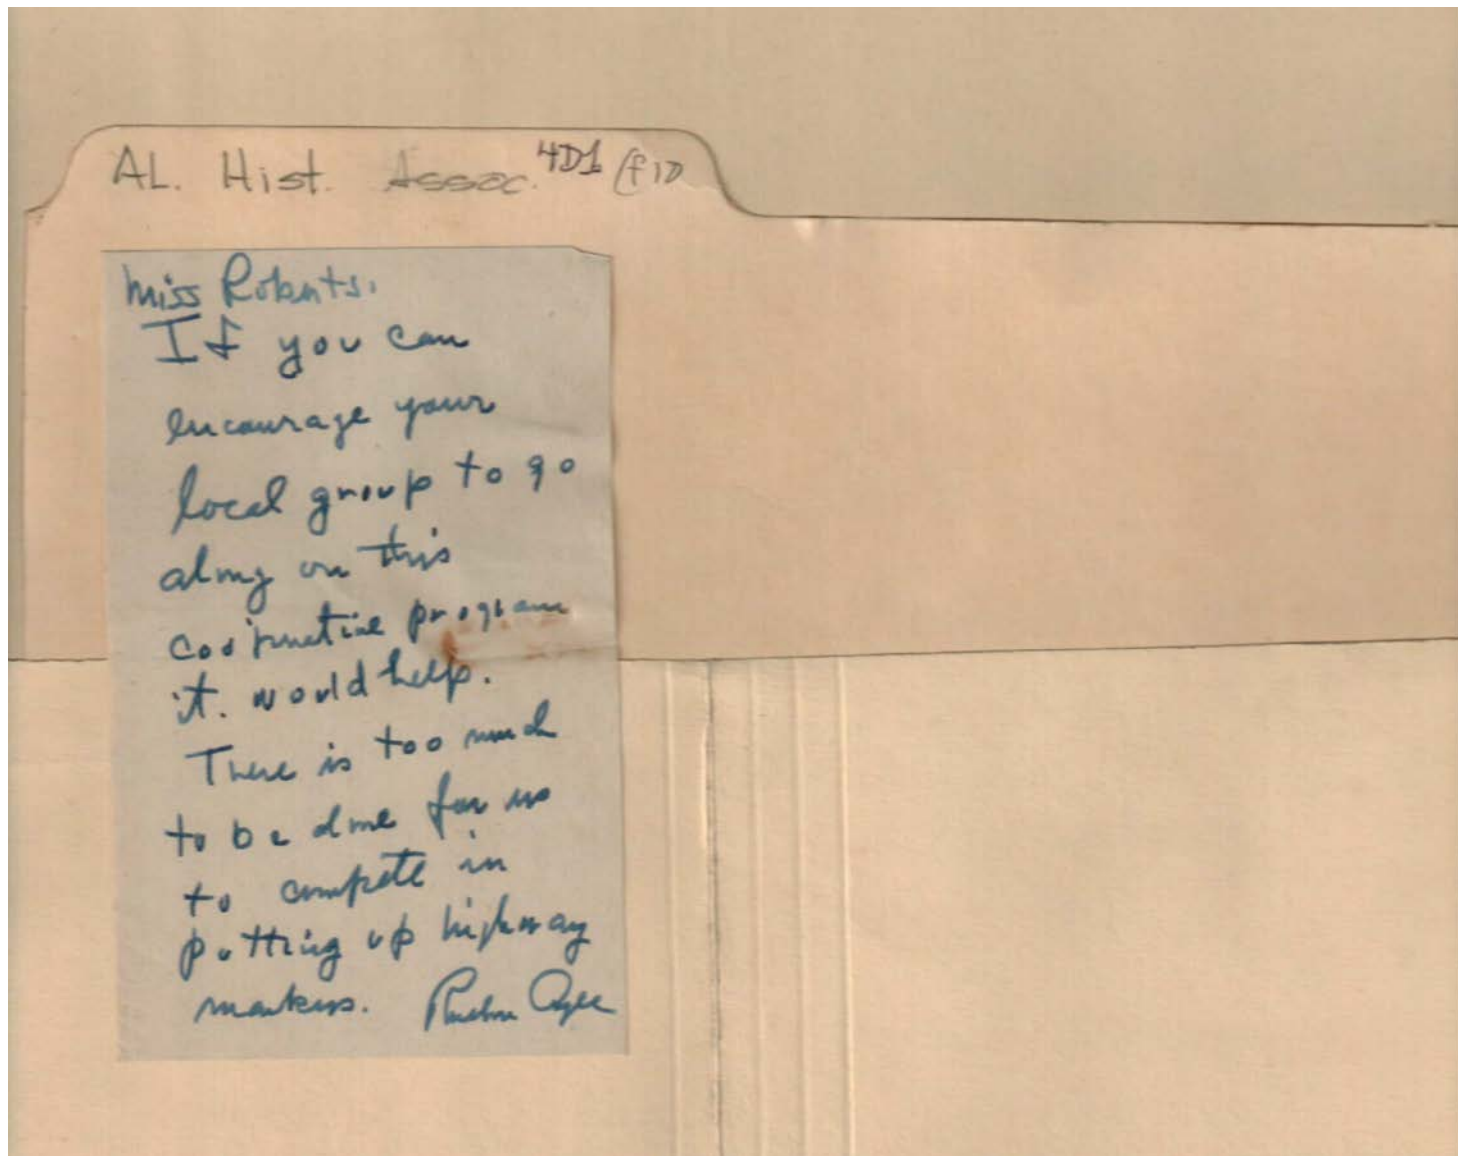 AL. Hist. Assoc. 4D1 (f10
Miss Roberts.
If you can
encourage your
local group to go
along on this
cooperative program
it. would help.
There is too much
to be done for us
to compete in
putting up highway
markers.